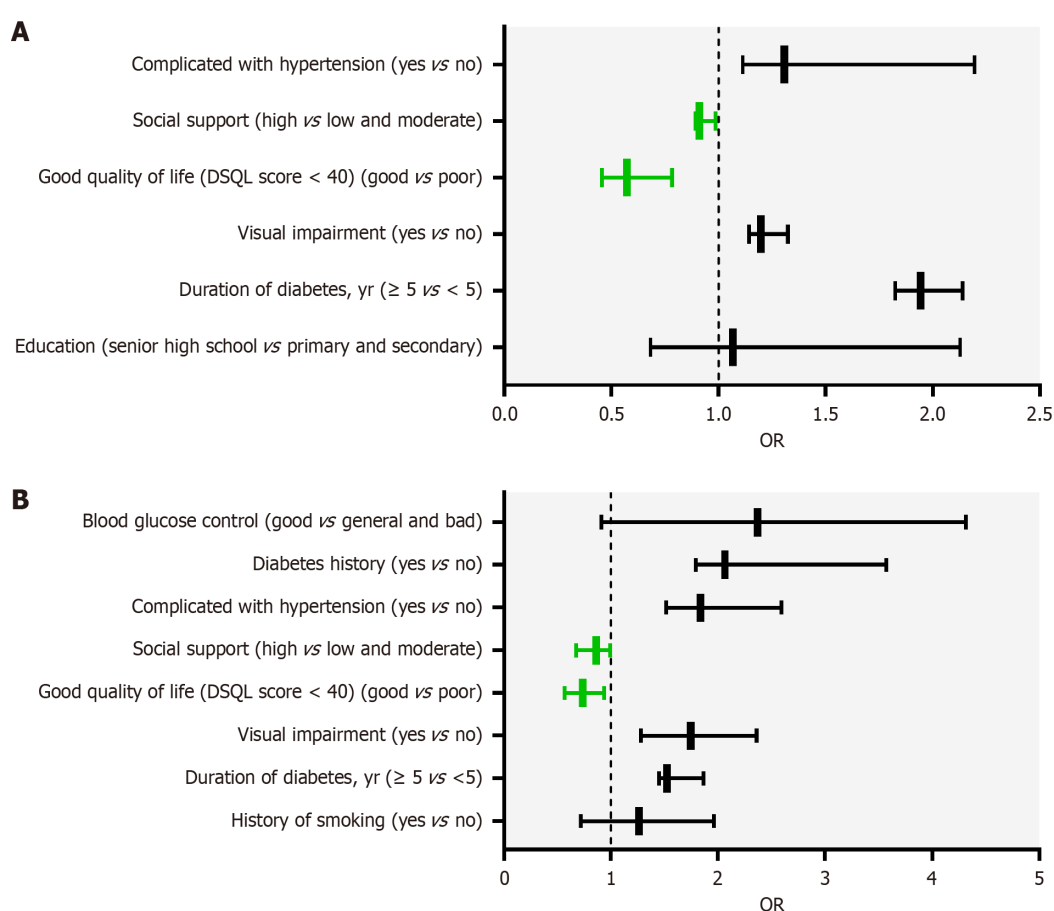 A
Complicated with hypertension (yes vs no)
Social support (high vs low and moderate)
Good quality of life (DSQL score < 40) (good vs poor)
Visual impairment (yes vs no)
Duration of diabetes, yr (≥ 5 vs < 5)
Education (senior high school vs primary and secondary)
0.0 0.5 1.0 1.5 2.0 2.5
OR
B
Blood glucose control (good vs general and bad)
Diabetes history (yes vs no)
Complicated with hypertension (yes vs no)
Social support (high vs low and moderate)
Good quality of life (DSQL score < 40) (good vs poor)
Visual impairment (yes vs no)
Duration of diabetes, yr (≥ 5 vs <5)
History of smoking (yes vs no)
0 1 2 3 4 5
OR